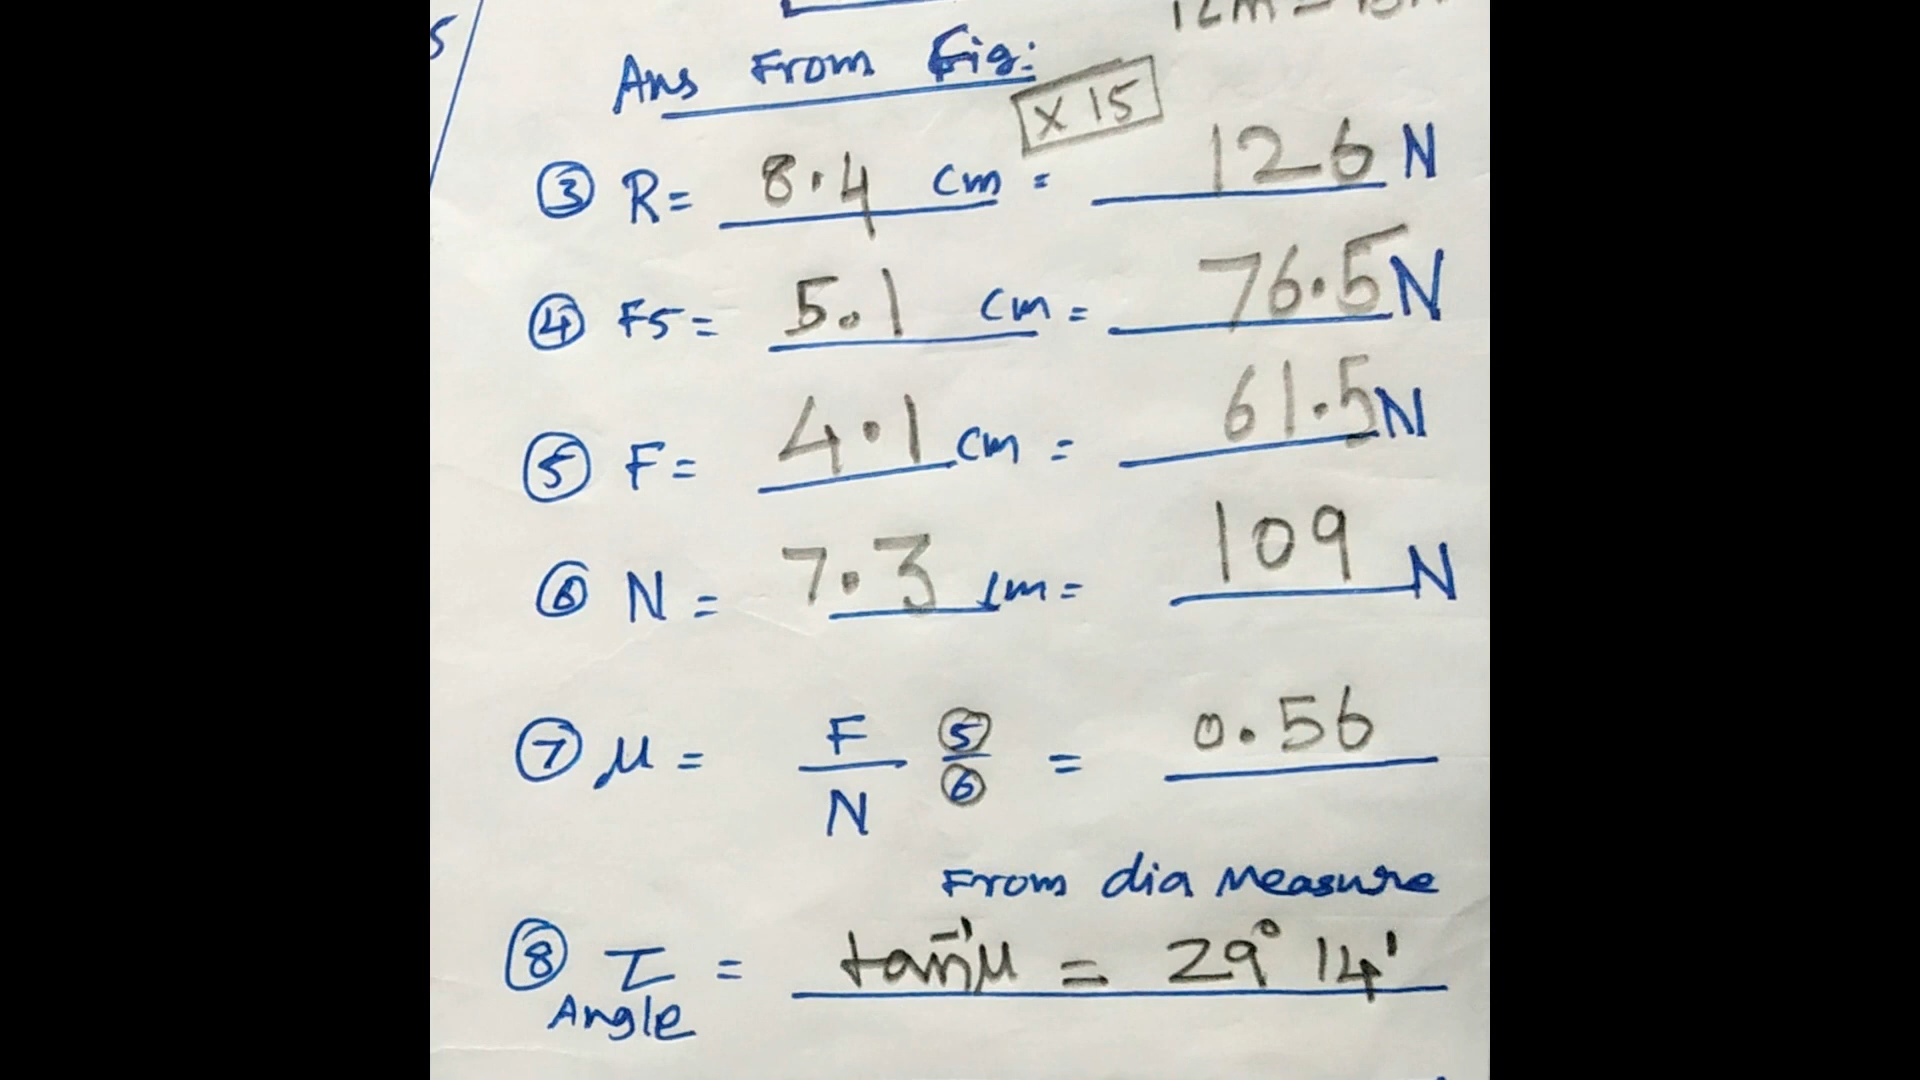 Ans From Fig:
X 15
③ R= 8.4 cm = 126 N
④ F5 = 5.1 cm = 76.5 N
⑤ F= 4.1 cm = 61.5 N
⑥ N = 7.3 cm = 109 N
⑦ μ = F/N ⑤/⑥ = 0.56
From dia Measure
⑧ τ = tan⁻¹μ = 29° 14'
Angle